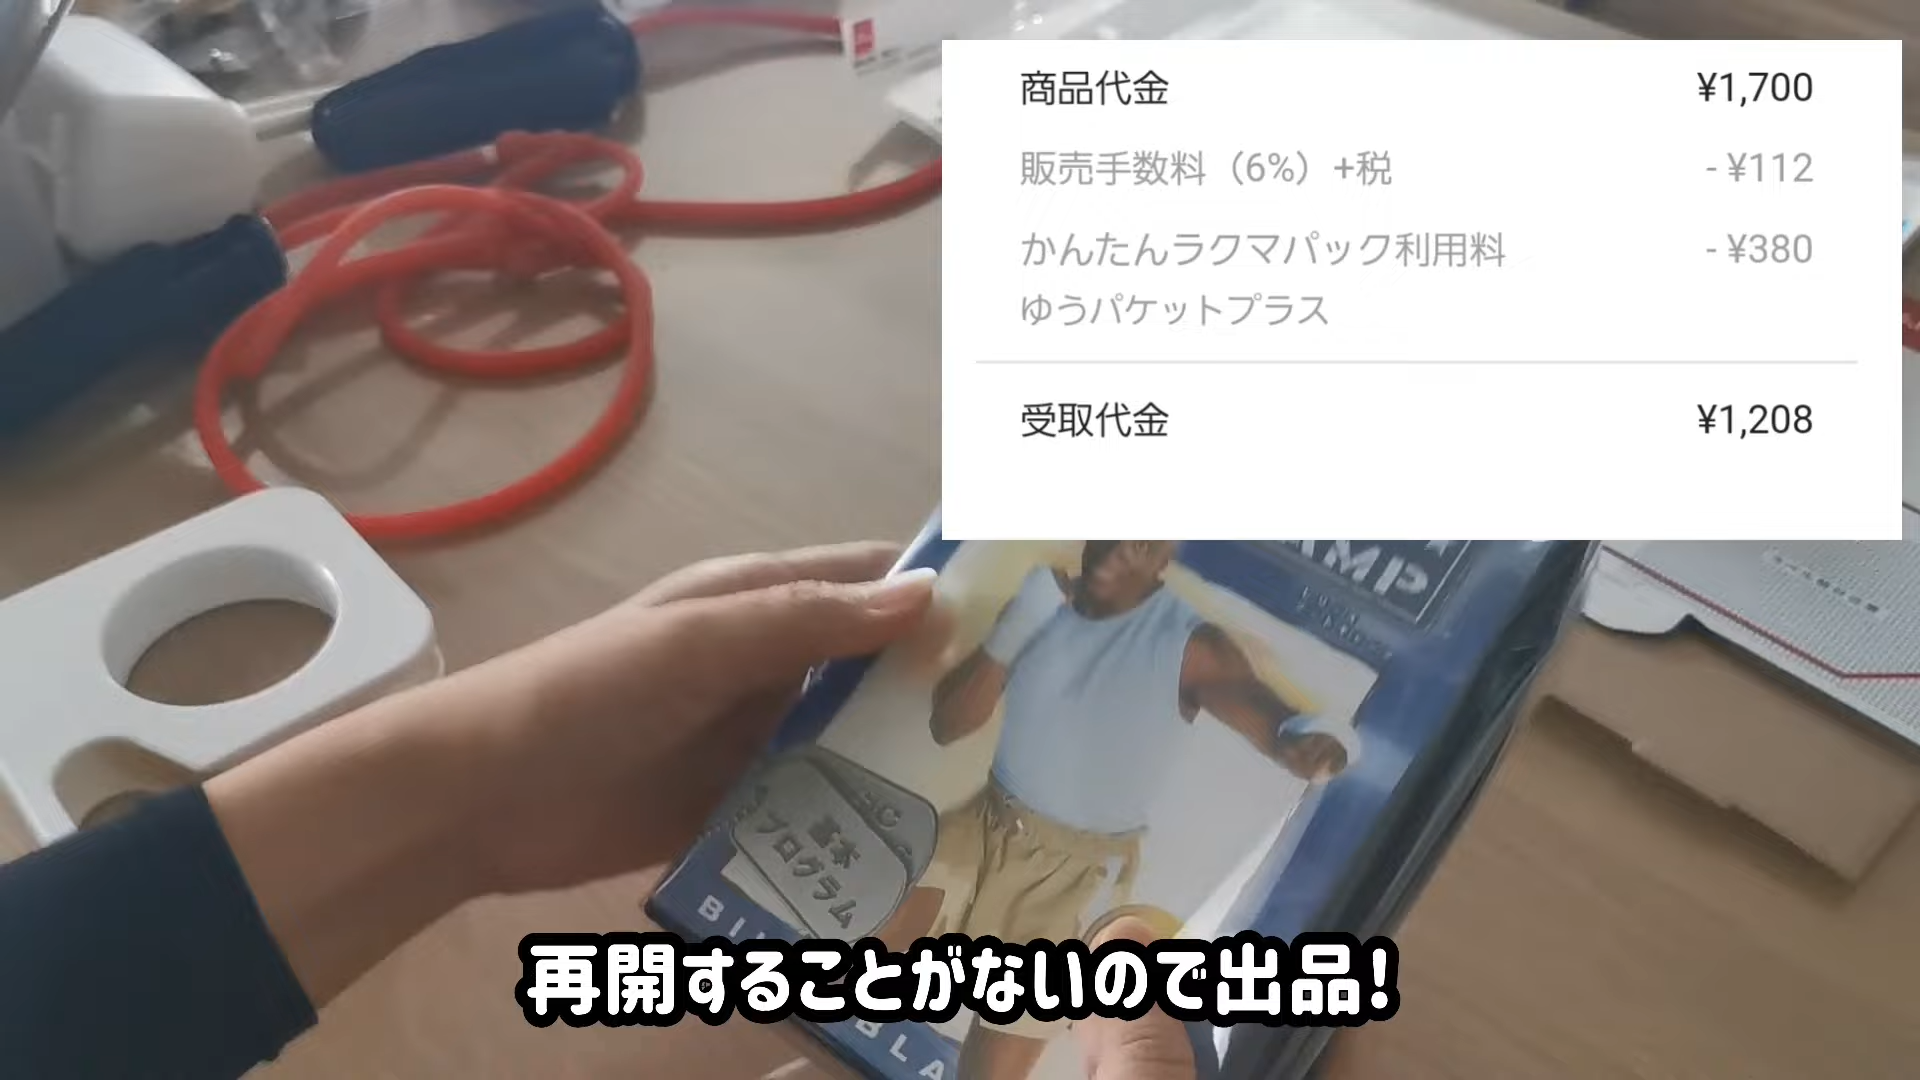 商品代金 ¥1,700
販売手数料（6%）+税 - ¥112
かんたんラクマパック利用料 - ¥380
ゆうパケットプラス
受取代金 ¥1,208
AMP
基本
プログラム
BI
BLA
再開することがないので出品！